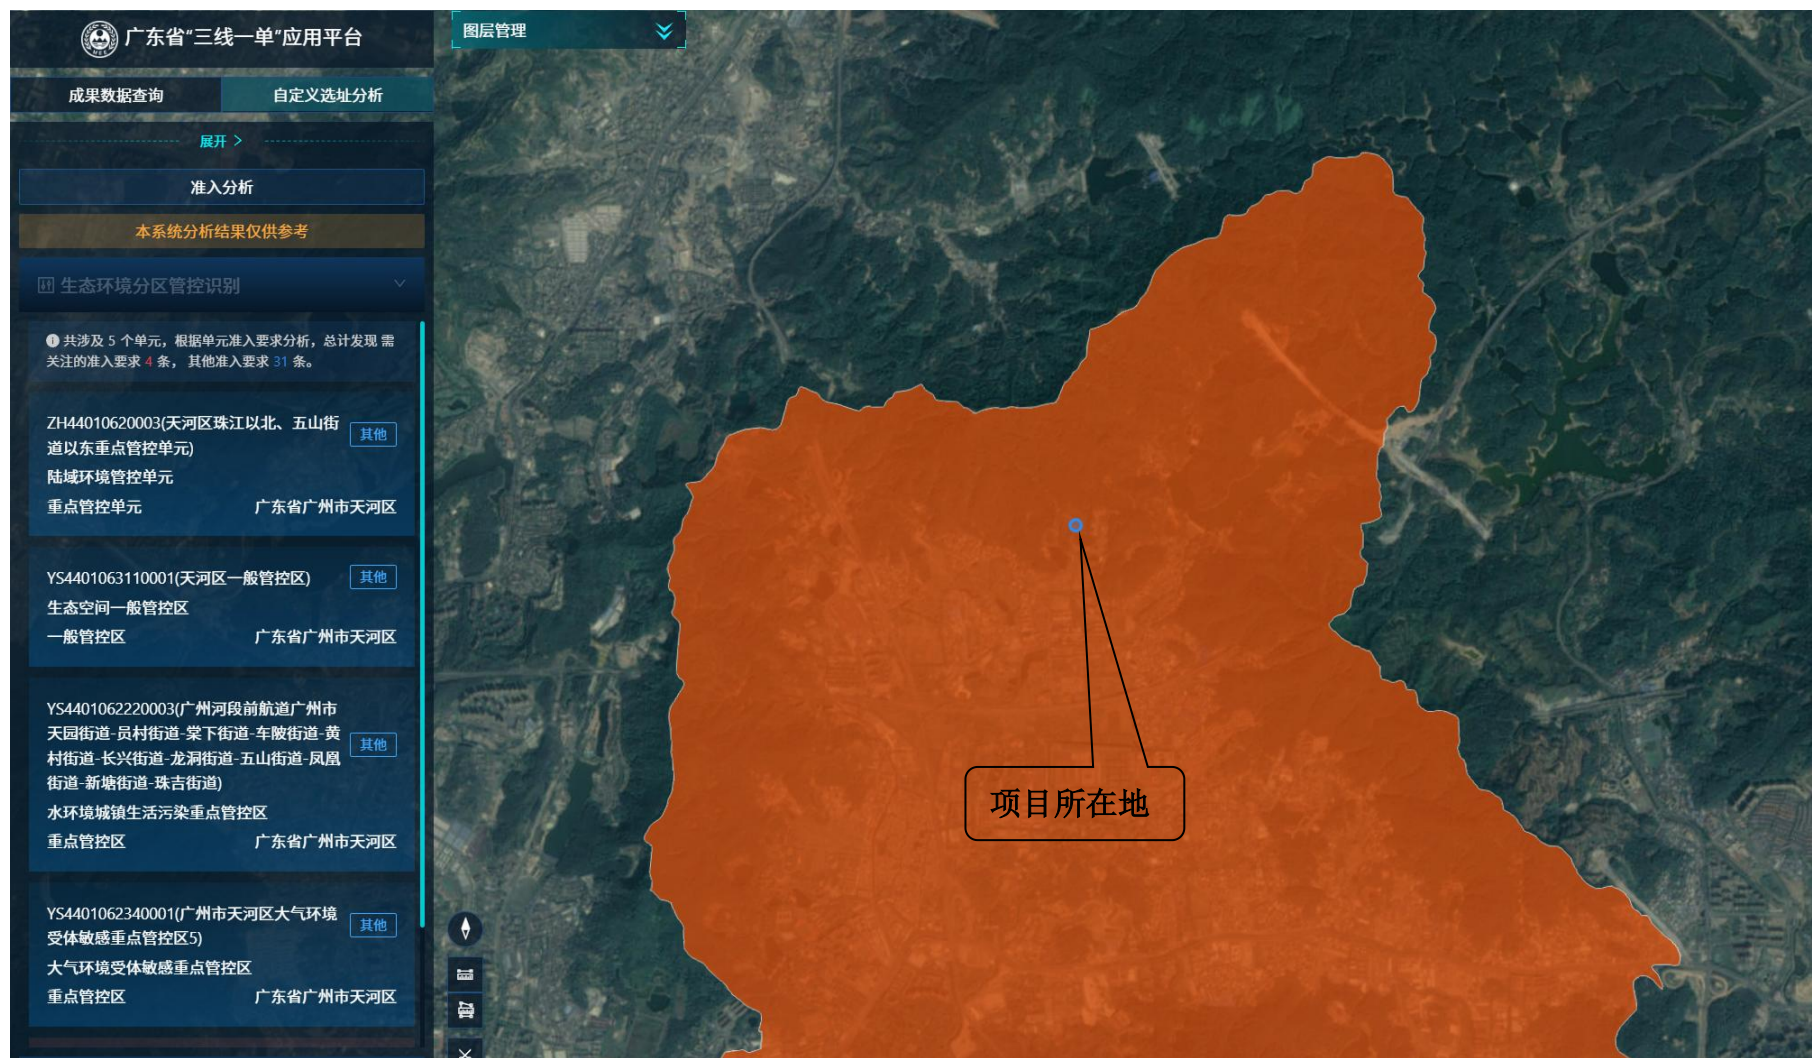 广东省“三线一单”应用平台
成果数据查询
自定义选址分析
展开 >
准入分析
本系统分析结果仅供参考
生态环境分区管控识别
共涉及 5 个单元，根据单元准入要求分析，总计发现 需
关注的准入要求 4 条， 其他准入要求 31 条。
ZH44010620003(天河区珠江以北、五山街
道以东重点管控单元)
其他
陆域环境管控单元
重点管控单元 广东省广州市天河区
YS4401063110001(天河区一般管控区)
其他
生态空间一般管控区
一般管控区 广东省广州市天河区
YS4401062220003(广州河段前航道广州市
天园街道-员村街道-棠下街道-车陂街道-黄
村街道-长兴街道-龙洞街道-五山街道-凤凰
街道-新塘街道-珠吉街道)
其他
水环境城镇生活污染重点管控区
重点管控区 广东省广州市天河区
YS4401062340001(广州市天河区大气环境
受体敏感重点管控区5)
其他
大气环境受体敏感重点管控区
重点管控区 广东省广州市天河区
图层管理
项目所在地